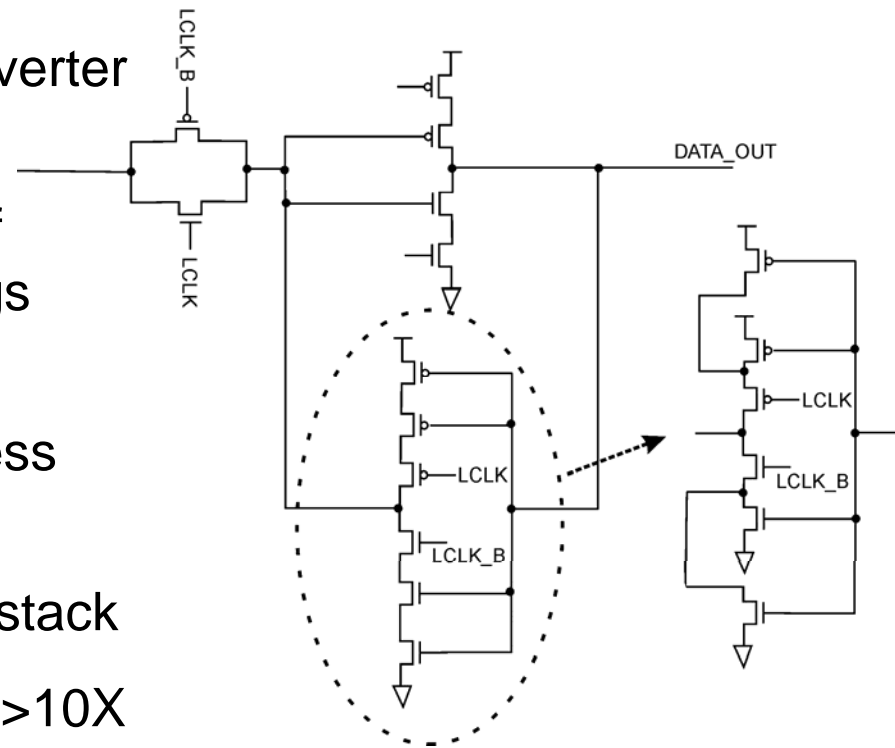 LCLK_B
verter
DATA_OUT
LCLK
gs
LCLK
ess
LCLK
LCLK_B
LCLK_B
stack
>10X